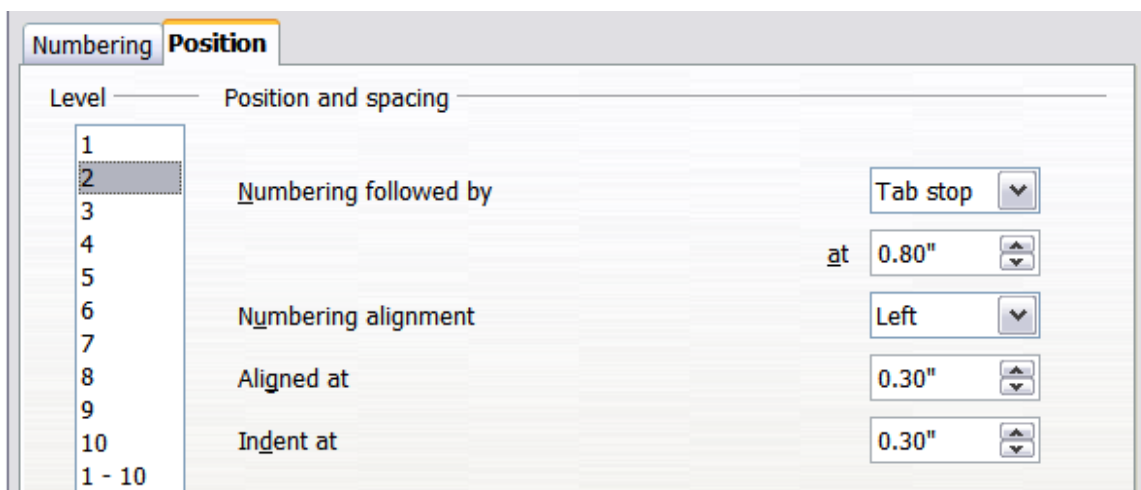 Numbering Position
Level Position and spacing
1
2
Numbering followed by Tab stop
3
4
at 0.80"
5
6
Numbering alignment Left
7
8
Aligned at 0.30"
9
10
Indent at 0.30"
1 - 10